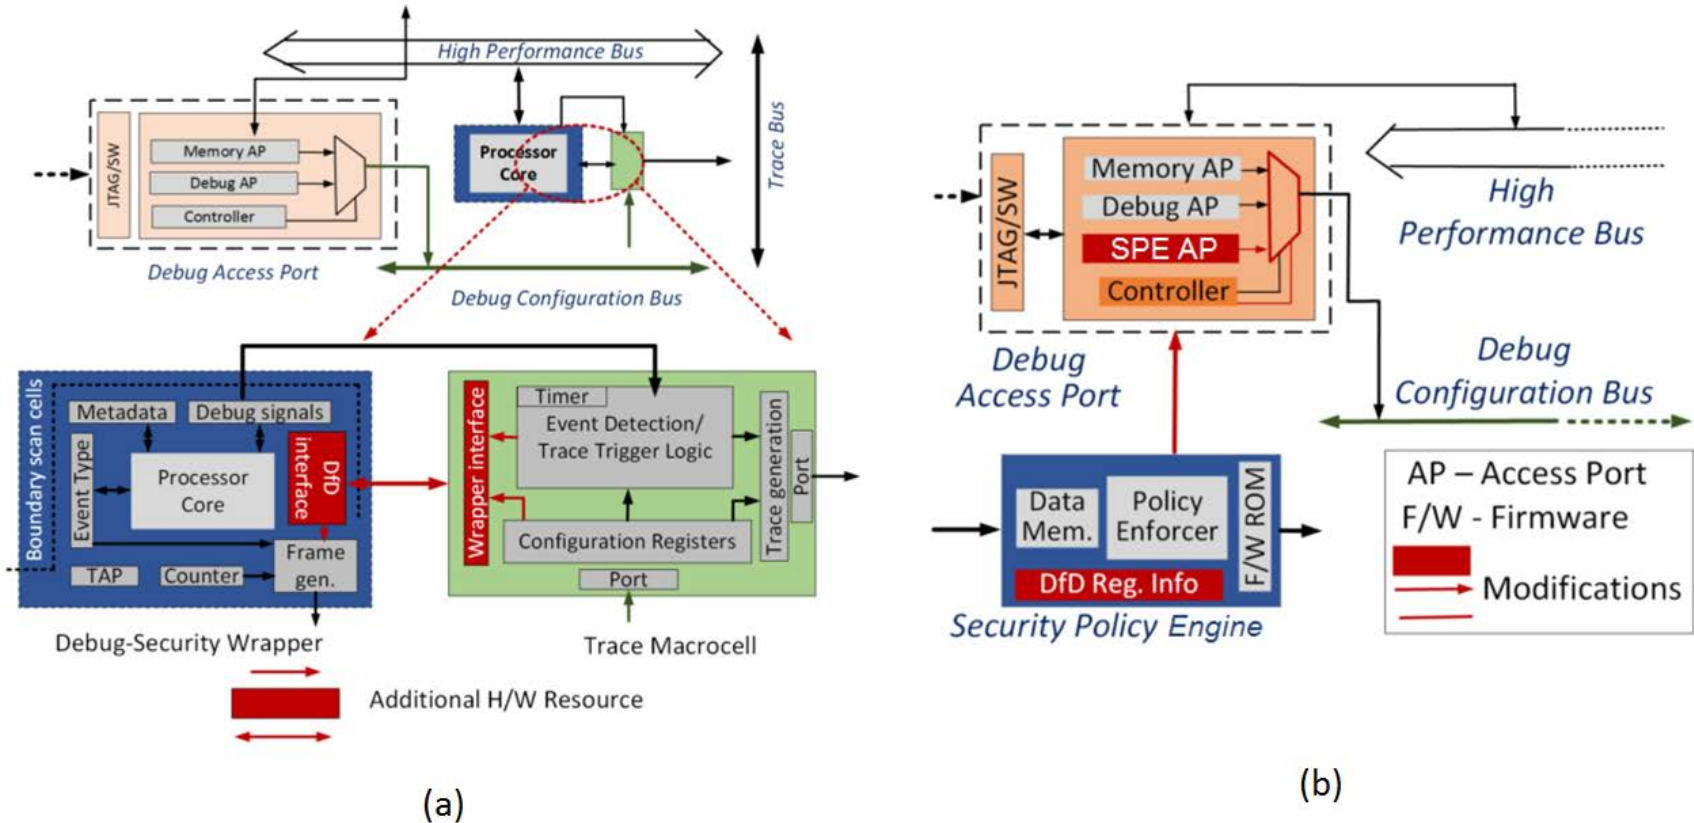 High Performance Bus
Trace Bus
JTAG/SW
Memory AP
Debug AP
Controller
Processor
Core
Debug Access Port
Debug Configuration Bus
Boundary scan cells
Metadata
Debug signals
Event Type
Processor
Core
DfD
interface
TAP
Counter
Frame
gen.
Debug-Security Wrapper
Wrapper interface
Timer
Event Detection/
Trace Trigger Logic
Configuration Registers
Port
Trace generation
Port
Trace Macrocell
Additional H/W Resource
(a)
JTAG/SW
Memory AP
Debug AP
SPE AP
Controller
High
Performance Bus
Debug
Access Port
Debug
Configuration Bus
Data
Mem.
Policy
Enforcer
F/W ROM
DfD Reg. Info
Security Policy Engine
AP – Access Port
F/W - Firmware
Modifications
(b)